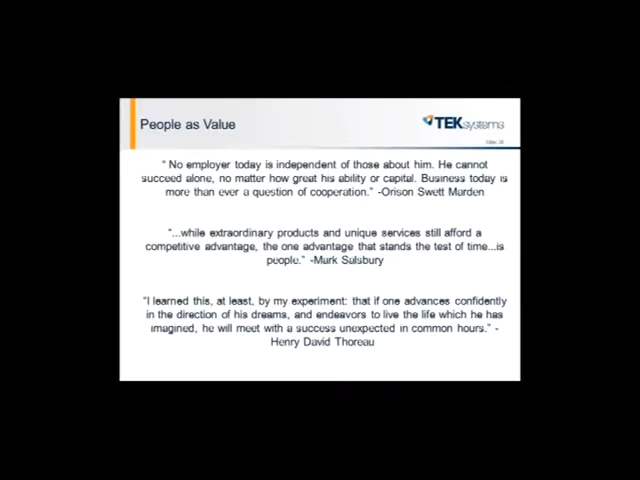 People as Value
TEKsystems
" No employer today is independent of those about him. He cannot
succeed alone, no matter how great his ability or capital. Business today is
more than ever a question of cooperation." -Orison Swett Marden
"...while extraordinary products and unique services still afford a
competitive advantage, the one advantage that stands the test of time...is
people." -Mark Salsbury
"I learned this, at least, by my experiment: that if one advances confidently
in the direction of his dreams, and endeavors to live the life which he has
imagined, he will meet with a success unexpected in common hours." -
Henry David Thoreau